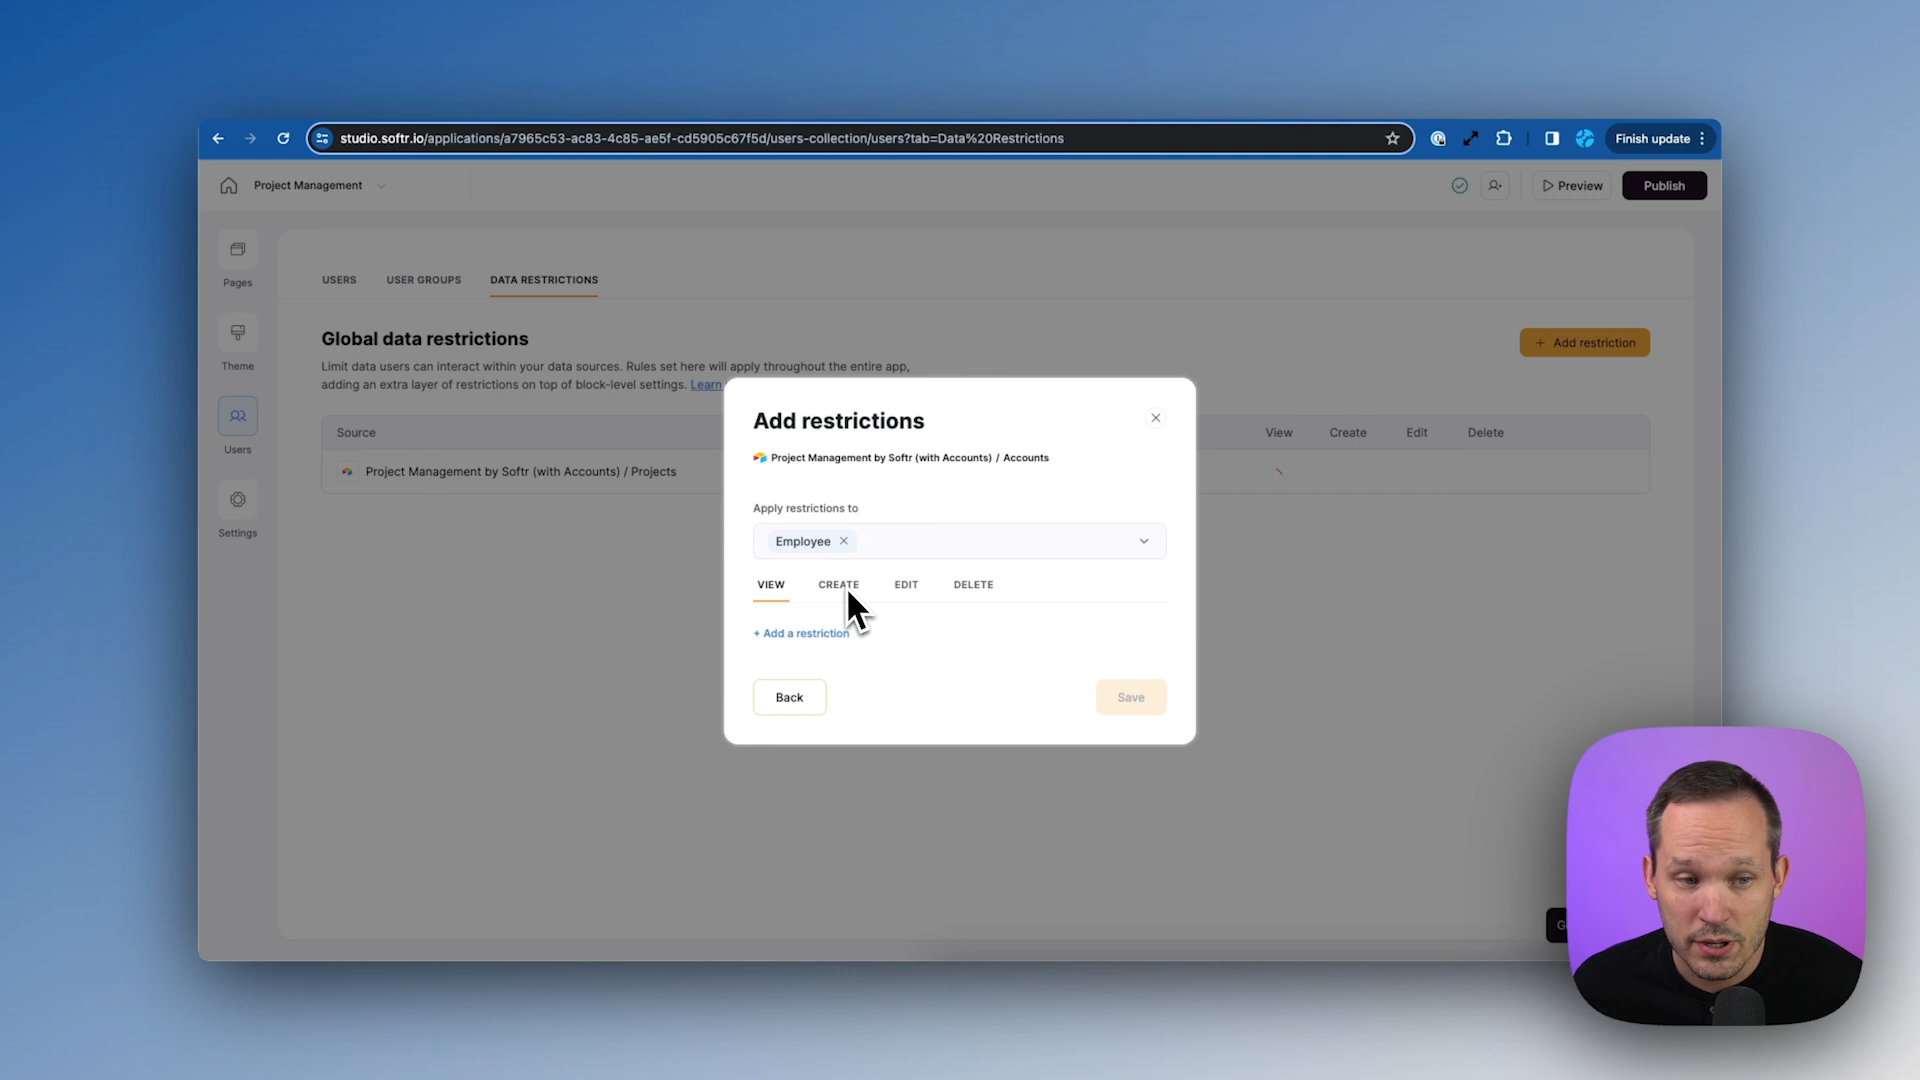 studio.softr.io/applications/a7965c53-ac83-4c85-ae5f-cd5905c67f5d/users-collection/users?tab=Data%20Restrictions
Finish update
Project Management
Preview
Publish
Pages
Theme
Users
Settings
USERS
USER GROUPS
DATA RESTRICTIONS
Global data restrictions
Limit data users can interact within your data sources. Rules set here will apply throughout the entire app,
adding an extra layer of restrictions on top of block-level settings. Learn
+ Add restriction
Source
View
Create
Edit
Delete
Project Management by Softr (with Accounts) / Projects
Add restrictions
Project Management by Softr (with Accounts) / Accounts
Apply restrictions to
Employee
VIEW
CREATE
EDIT
DELETE
+ Add a restriction
Back
Save